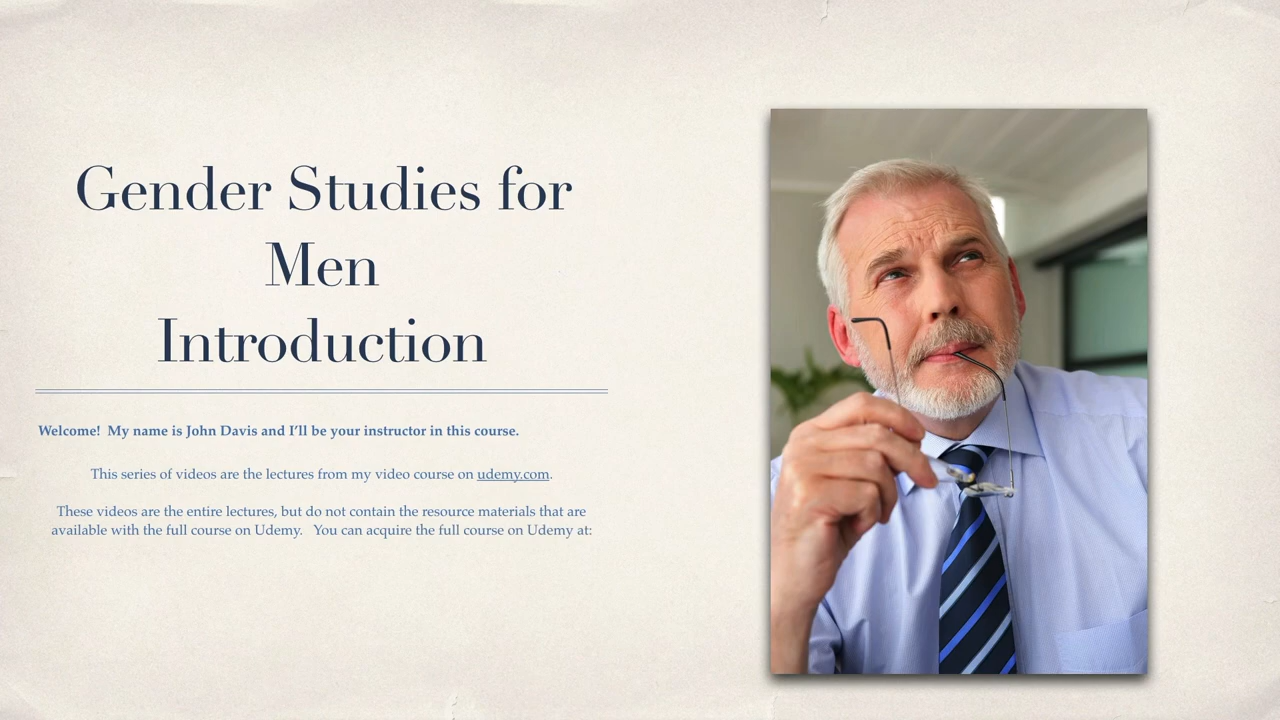 Gender Studies for
Men
Introduction
Welcome!  My name is John Davis and I’ll be your instructor in this course.
This series of videos are the lectures from my video course on udemy.com.
These videos are the entire lectures, but do not contain the resource materials that are
available with the full course on Udemy.   You can acquire the full course on Udemy at: